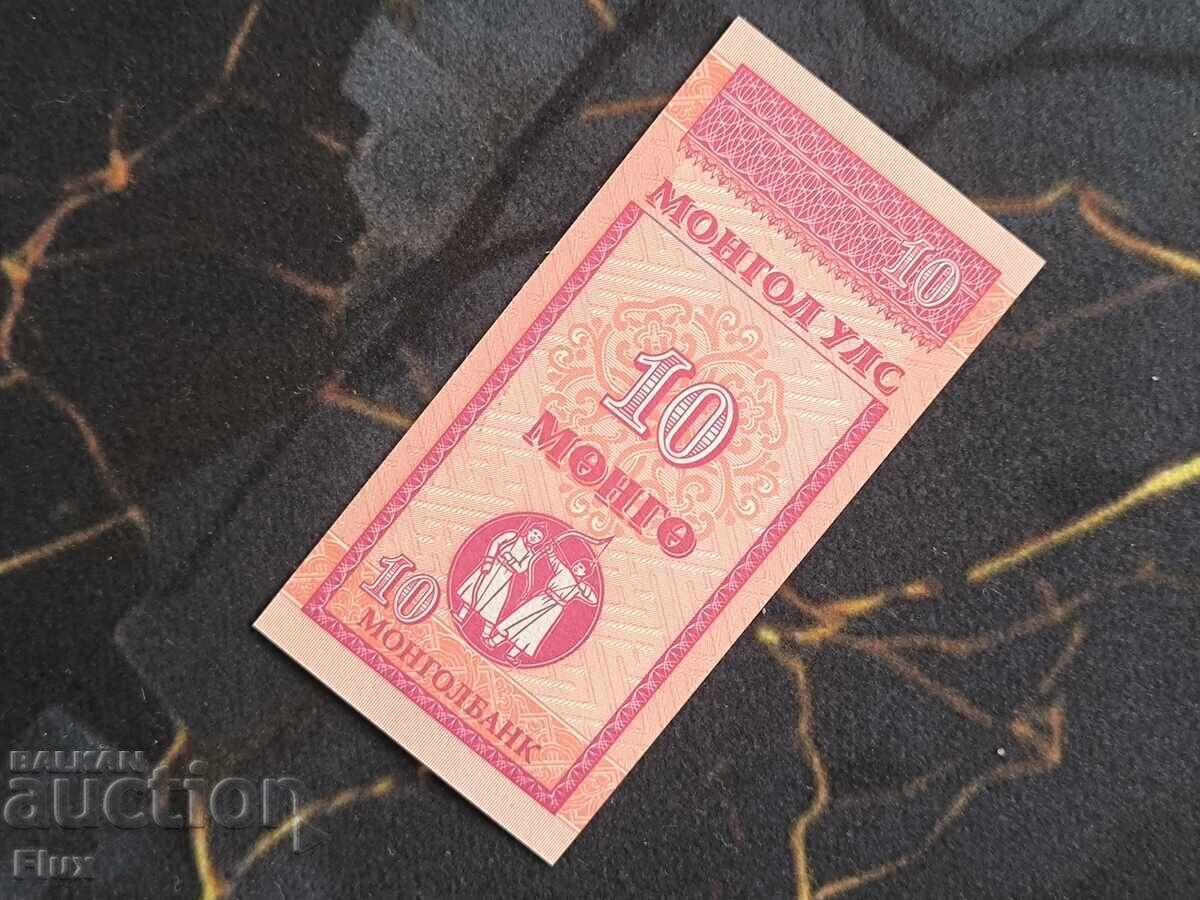 10
МОНГОЛ УЛС
10
МӨНГӨ
10
МОНГОЛБАНК
BALKAN
auction
Flux